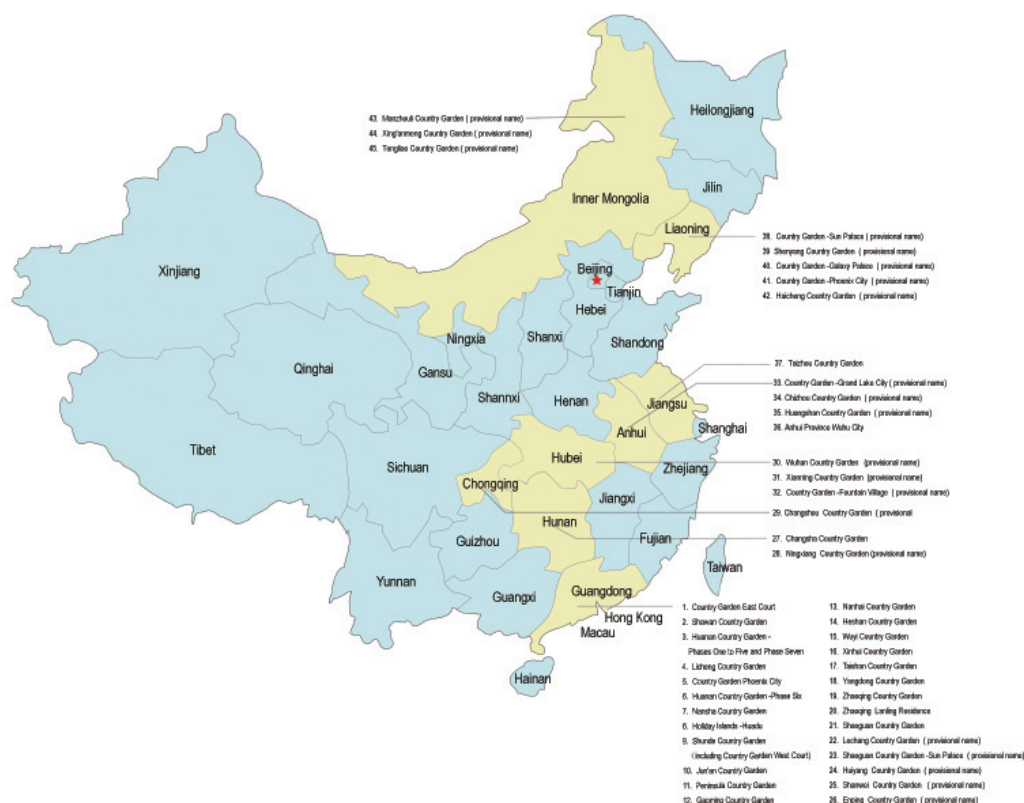 Heilongjiang
43. Manzhouli Country Garden ( provisional name)
44. Xing'anmeng Country Garden ( provisional name)
45. Tongliao Country Garden ( provisional name)
Jilin
Inner Mongolia
Liaoning
38. Country Garden -Sun Palace ( provisional name)
39 Shenyang Country Garden ( provisional name)
40. Country Garden -Galaxy Palace ( provisional name)
41. Country Garden -Phoenix City ( provisional name)
42. Haicheng Country Garden ( provisional name)
Xinjiang
Beijing
Tianjin
Hebei
Ningxia
Shanxi
Shandong
Qinghai
Gansu
Shannxi
Henan
37. Taizhou Country Garden
33. Country Garden -Grand Lake City ( provisional name)
34. Chizhou Country Garden ( provisional name)
35. Huangshan Country Garden ( provisional name)
36. Anhui Province Wuhu City
Jiangsu
Anhui
Shanghai
Tibet
Sichuan
Hubei
Zhejiang
30. Wuhan Country Garden (provisional name)
31. Xianning Country Garden (provisional name)
32. Country Garden -Fountain Village ( provisional name)
Chongqing
Jiangxi
29. Changshou Country Garden ( provisional
Hunan
27. Changsha Country Garden
28. Ningxiang Country Garden (provisional name)
Guizhou
Fujian
Taiwan
Yunnan
Guangxi
Guangdong
Hong Kong
Macau
Hainan
1. Country Garden East Court
2. Shawan Country Garden
3. Huanan Country Garden -
Phases One to Five and Phase Seven
4. Licheng Country Garden
5. Country Garden Phoenix City
6. Huanan Country Garden -Phase Six
7. Nansha Country Garden
8. Holiday Islands -Huadu
9. Shunde Country Garden
(including Country Garden West Court)
10. Jun'an Country Garden
11. Peninsula Country Garden
12. Gaoming Country Garden
13. Nanhai Country Garden
14. Heshan Country Garden
15. Wuyi Country Garden
16. Xinhui Country Garden
17. Taishan Country Garden
18. Yangdong Country Garden
19. Zhaoqing Country Garden
20. Zhaoqing Lanling Residence
21. Shaoguan Country Garden
22. Lechang Country Garden ( provisional name)
23. Shaoguan Country Garden -Sun Palace ( provisional name)
24. Huiyang Country Garden ( provisional name)
25. Shanwei Country Garden ( provisional name)
26. Enping Country Garden ( provisional name)